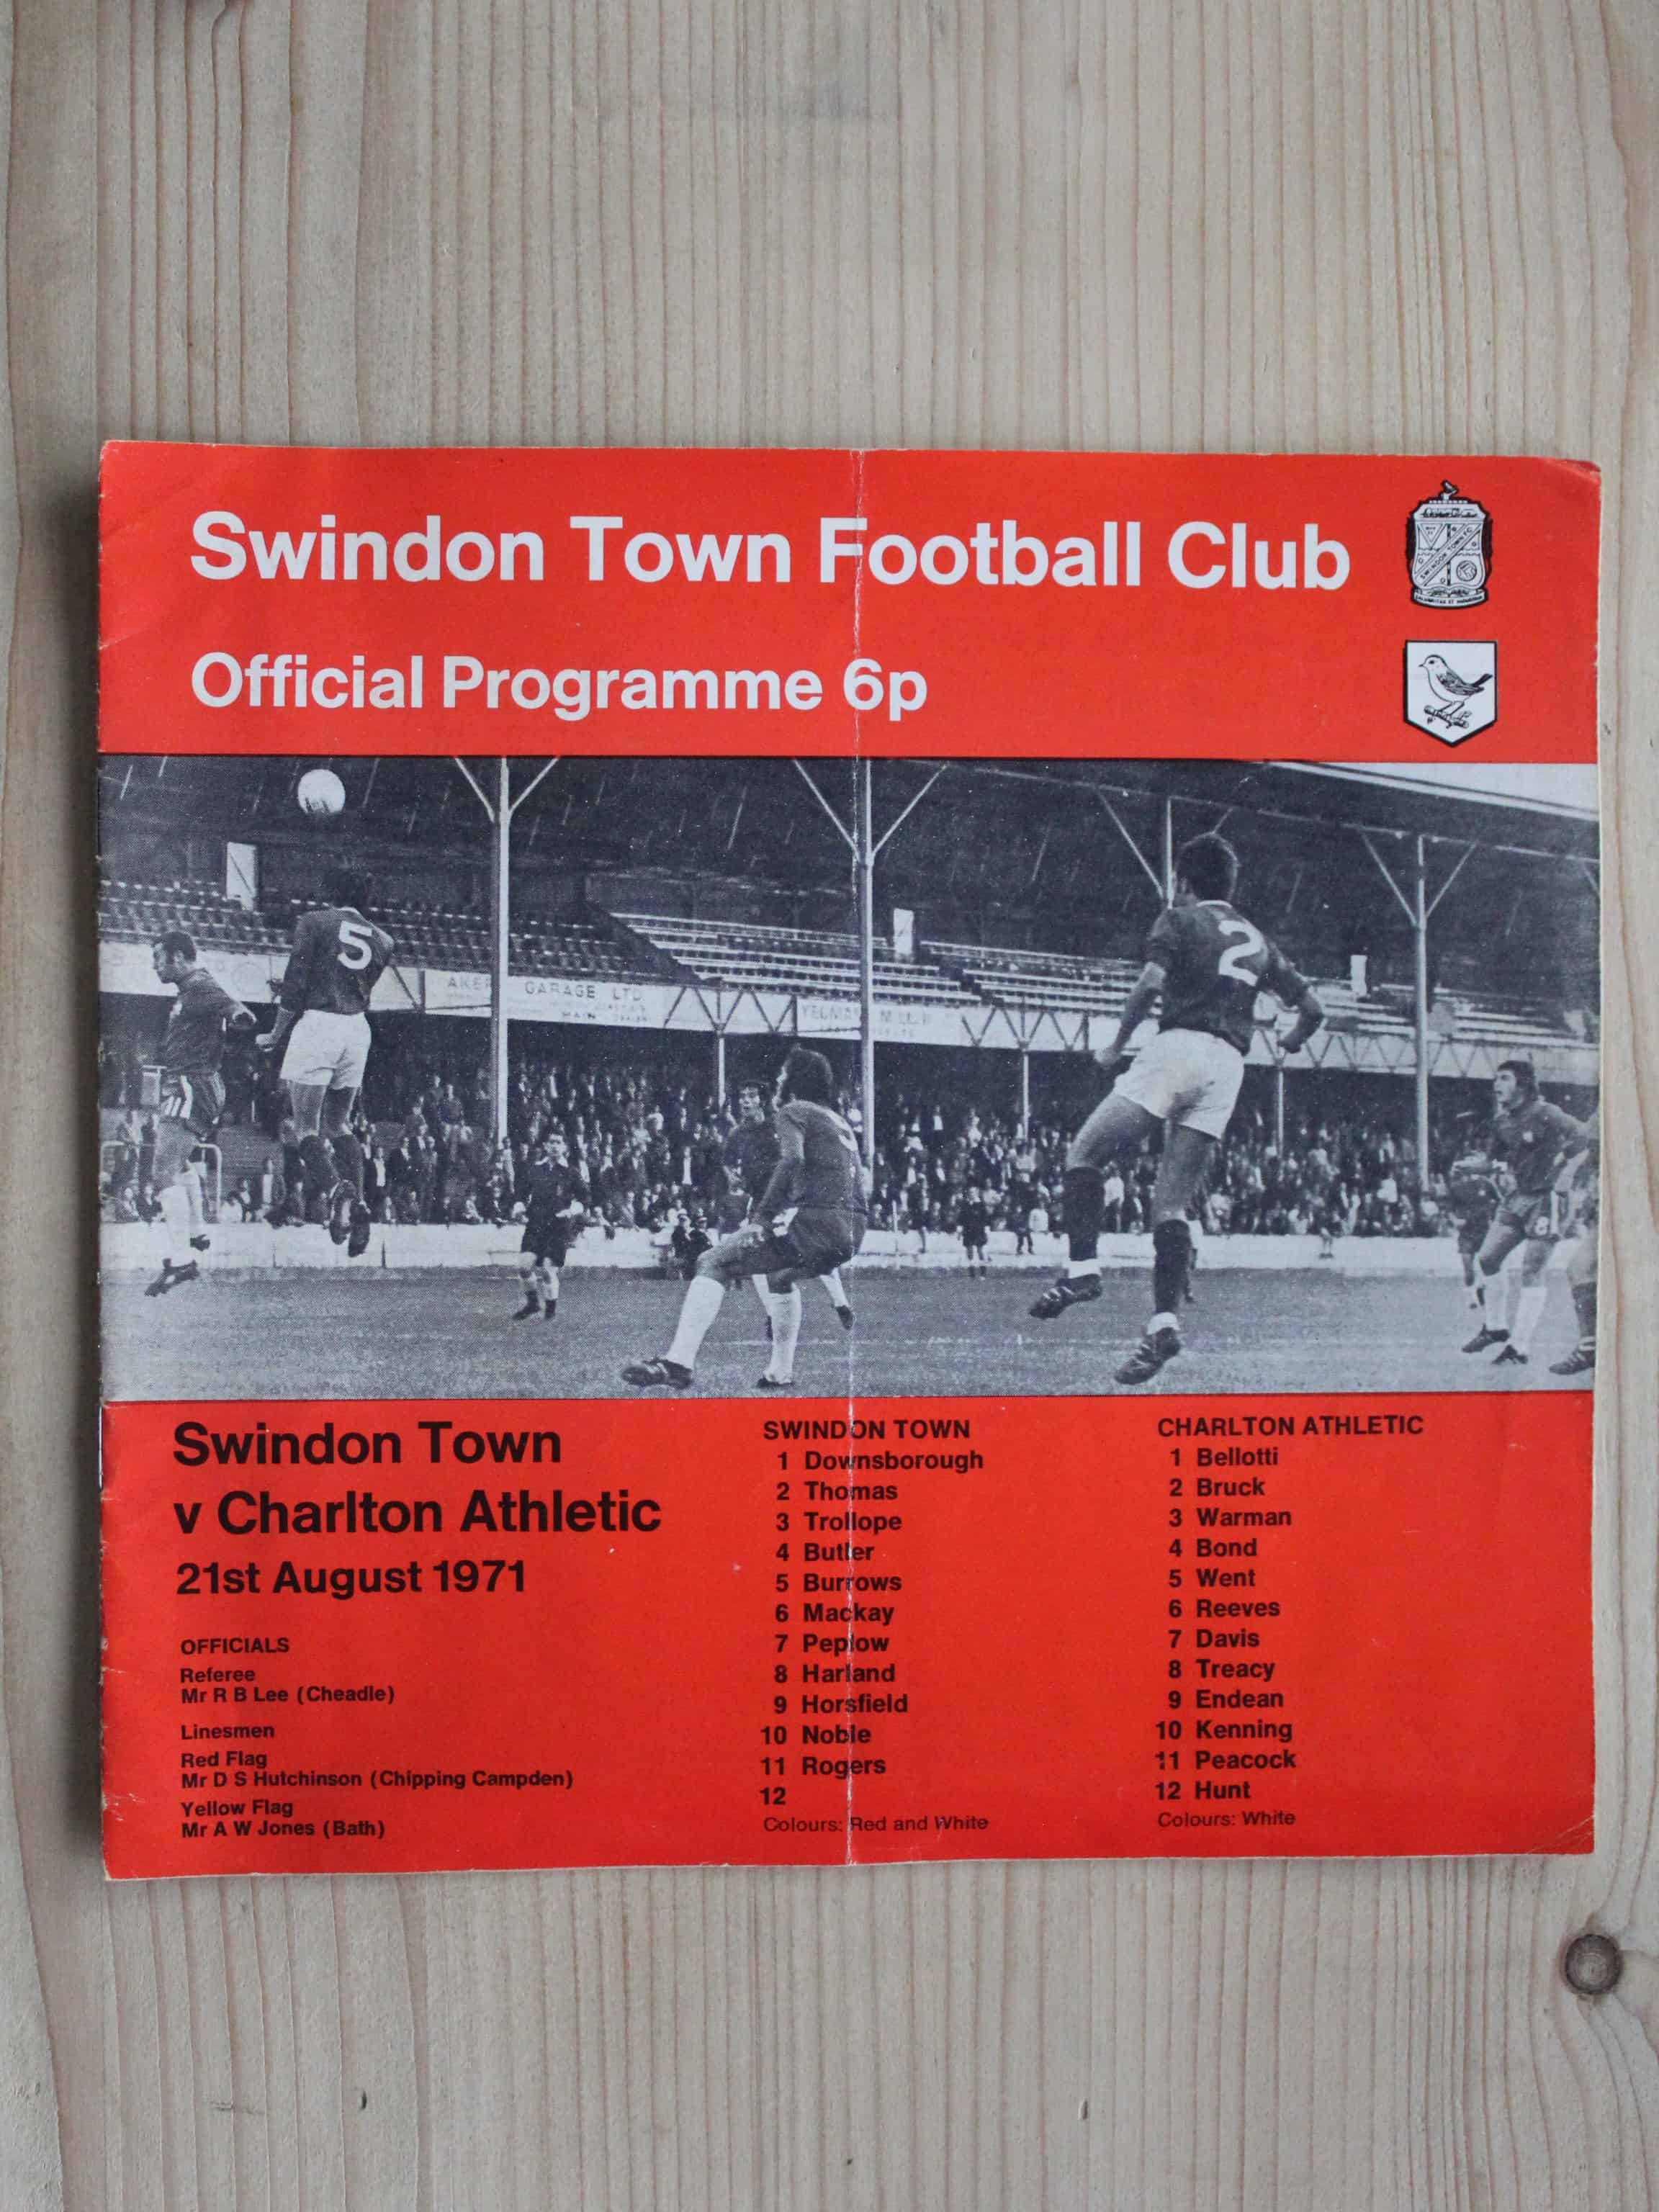 Swindon Town Football Club
Official Programme 6p
5
2
GARAGE LTD
MAIN
Swindon Town
v Charlton Athletic
21st August 1971
OFFICIALS
Referee
Mr R B Lee (Cheadle)
Linesmen
Red Flag
Mr D S Hutchinson (Chipping Campden)
Yellow Flag
Mr A W Jones (Bath)
SWINDON TOWN
1 Downsborough
2 Thomas
3 Trollope
4 Butler
5 Burrows
6 Mackay
7 Peplow
8 Harland
9 Horsfield
10 Noble
11 Rogers
12
Colours: Red and White
CHARLTON ATHLETIC
1 Bellotti
2 Bruck
3 Warman
4 Bond
5 Went
6 Reeves
7 Davis
8 Treacy
9 Endean
10 Kenning
11 Peacock
12 Hunt
Colours: White